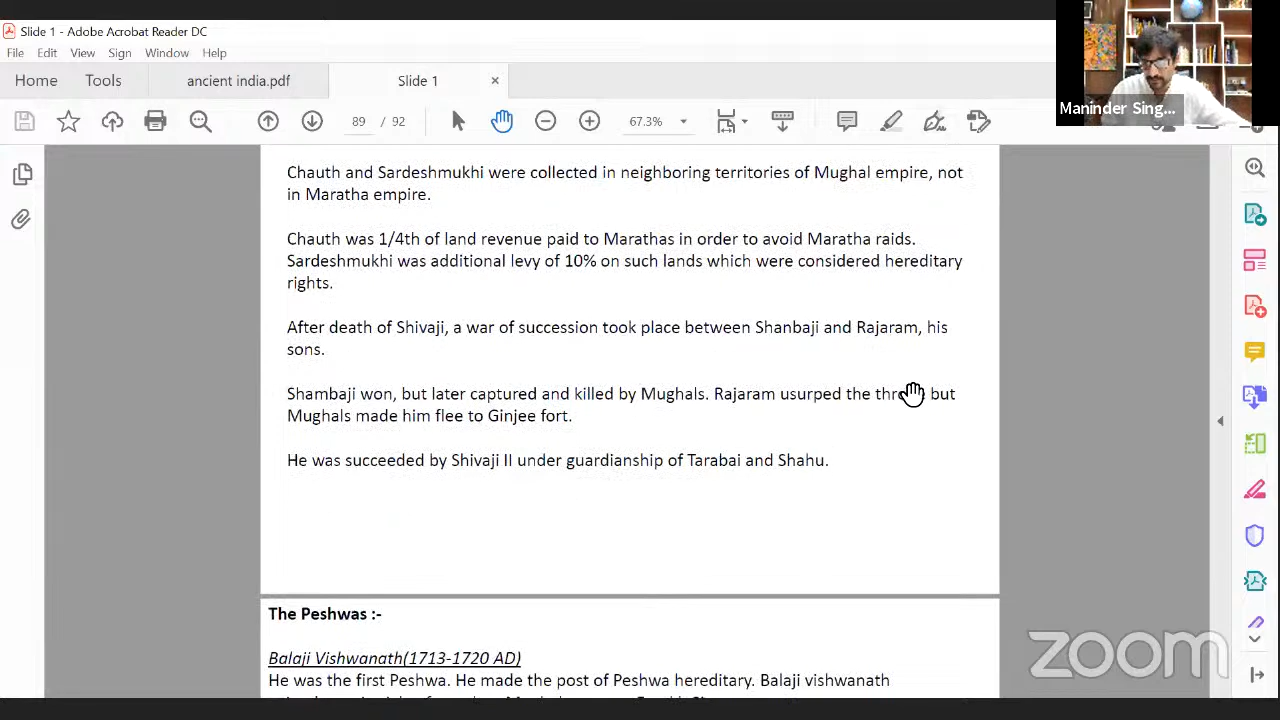 Slide 1 - Adobe Acrobat Reader DC
File Edit View Sign Window Help
Home Tools ancient india.pdf Slide 1 ×
89 / 92 67.3%
Maninder Sing...
Chauth and Sardeshmukhi were collected in neighboring territories of Mughal empire, not
in Maratha empire.
Chauth was 1/4th of land revenue paid to Marathas in order to avoid Maratha raids.
Sardeshmukhi was additional levy of 10% on such lands which were considered hereditary
rights.
After death of Shivaji, a war of succession took place between Shanbaji and Rajaram, his
sons.
Shambaji won, but later captured and killed by Mughals. Rajaram usurped the but
Mughals made him flee to Ginjee fort.
He was succeeded by Shivaji II under guardianship of Tarabai and Shahu.
The Peshwas :-
Balaji Vishwanath(1713-1720 AD)
He was the first Peshwa. He made the post of Peshwa hereditary. Balaji vishwanath
zoom